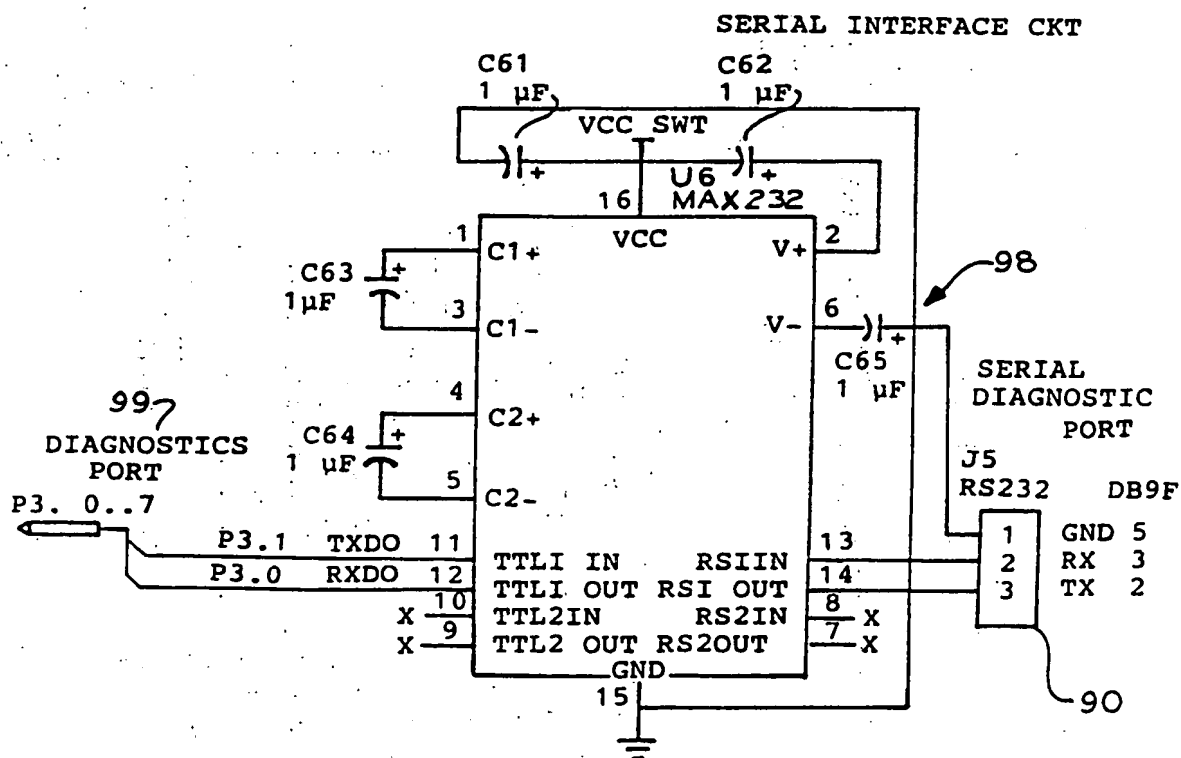 SERIAL INTERFACE CKT
C61
1 µF
C62
1 µF
VCC SWT
+
+
U6
MAX232
16
VCC
1
C1+
V+
2
C63
1µF
+
98
3
C1-
V-
6
+
C65
1 µF
4
C2+
C64
1 µF
+
5
C2-
SERIAL
DIAGNOSTIC
PORT
99
DIAGNOSTICS
PORT
P3. 0..7
J5
RS232
DB9F
1
GND 5
2
RX 3
3
TX 2
P3.1 TXDO 11
TTLI IN
RSIIN
13
P3.0 RXDO 12
TTLI OUT
RSI OUT
14
X 10
TTL2IN
RS2IN
8 X
X 9
TTL2 OUT
RS2OUT
7 X
GND
15
90